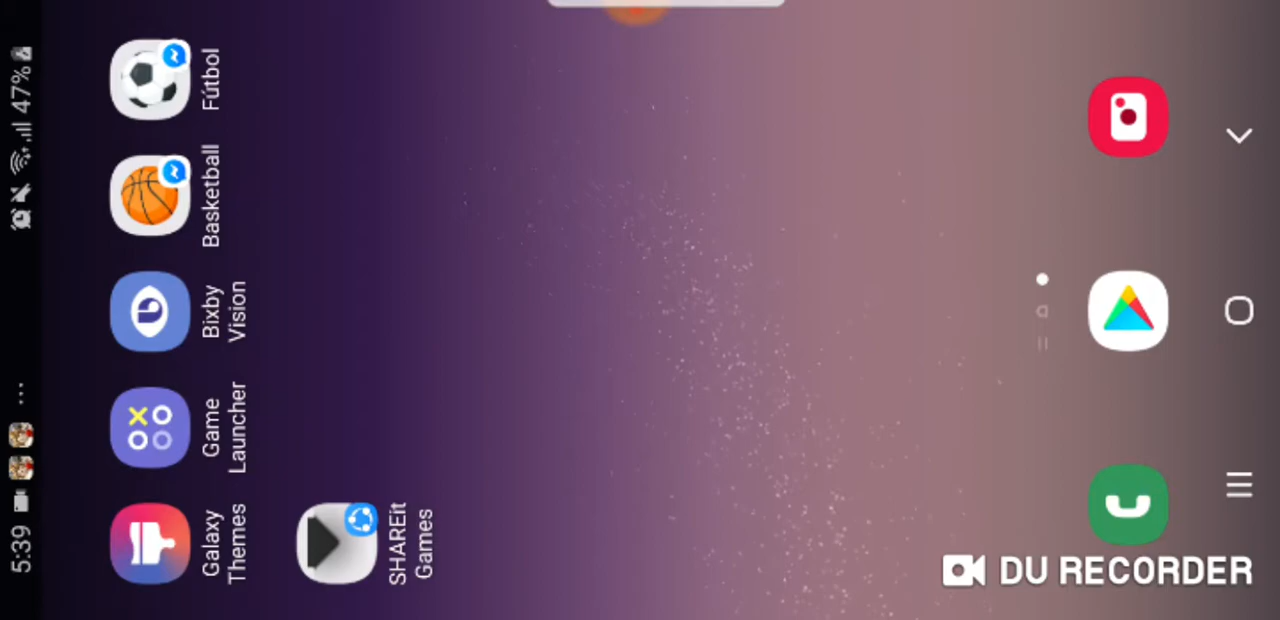 5:39
...
47%
Galaxy
Themes
Game
Launcher
Bixby
Vision
Basketball
Fútbol
SHAREit
Games
DU RECORDER